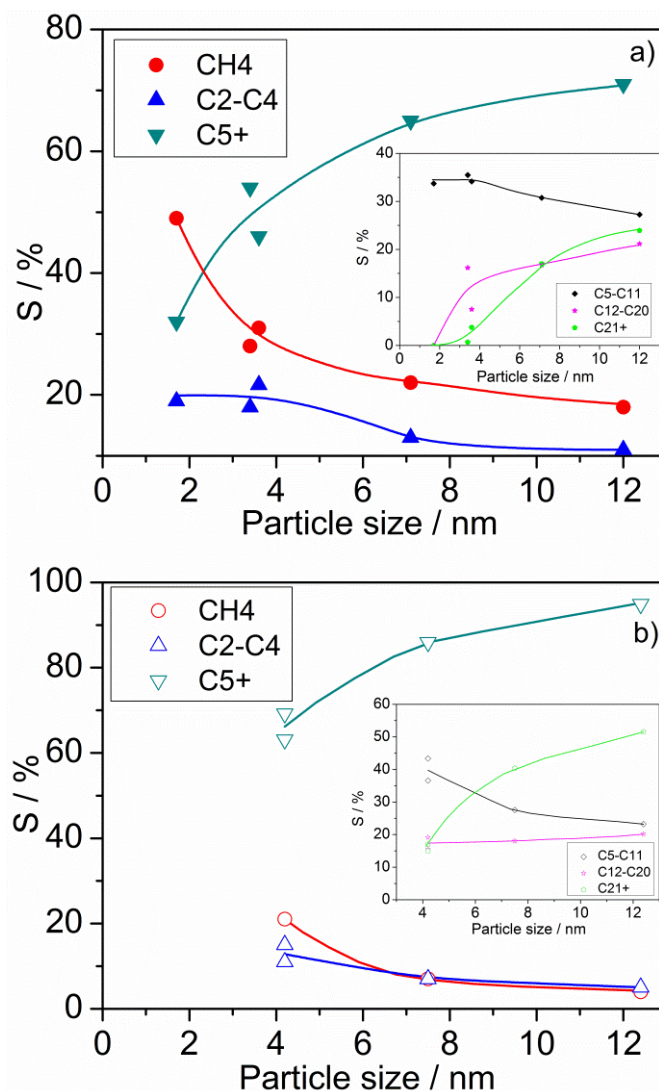 a)
80
60
40
20
S / %
CH4
C2-C4
C5+
0 2 4 6 8 10 12
Particle size / nm
40
30
20
10
0
S / %
C5-C11
C12-C20
C21+
0 2 4 6 8 10 12
Particle size / nm
b)
100
80
60
40
20
0
S / %
CH4
C2-C4
C5+
0 2 4 6 8 10 12
Particle size / nm
60
50
40
30
20
10
0
S / %
C5-C11
C12-C20
C21+
4 6 8 10 12
Particle size / nm